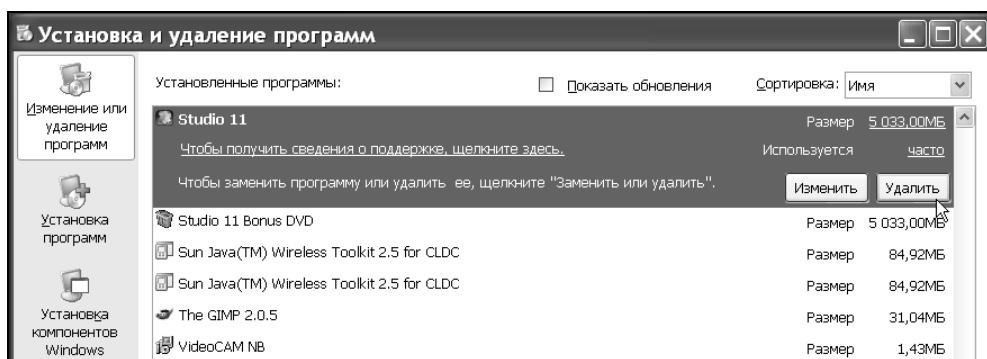 Установка и удаление программ
Изменение или
удаление
программ
Установка
программ
Установка
компонентов
Windows
Установленные программы:
Показать обновления
Сортировка: Имя
Studio 11 Размер 5 033,00МБ
Чтобы получить сведения о поддержке, щелкните здесь. Используется часто
Чтобы заменить программу или удалить ее, щелкните "Заменить или удалить". Изменить Удалить
Studio 11 Bonus DVD Размер 5 033,00МБ
Sun Java(TM) Wireless Toolkit 2.5 for CLDC Размер 84,92МБ
Sun Java(TM) Wireless Toolkit 2.5 for CLDC Размер 84,92МБ
The GIMP 2.0.5 Размер 31,04МБ
VideoCAM NB Размер 1,43МБ